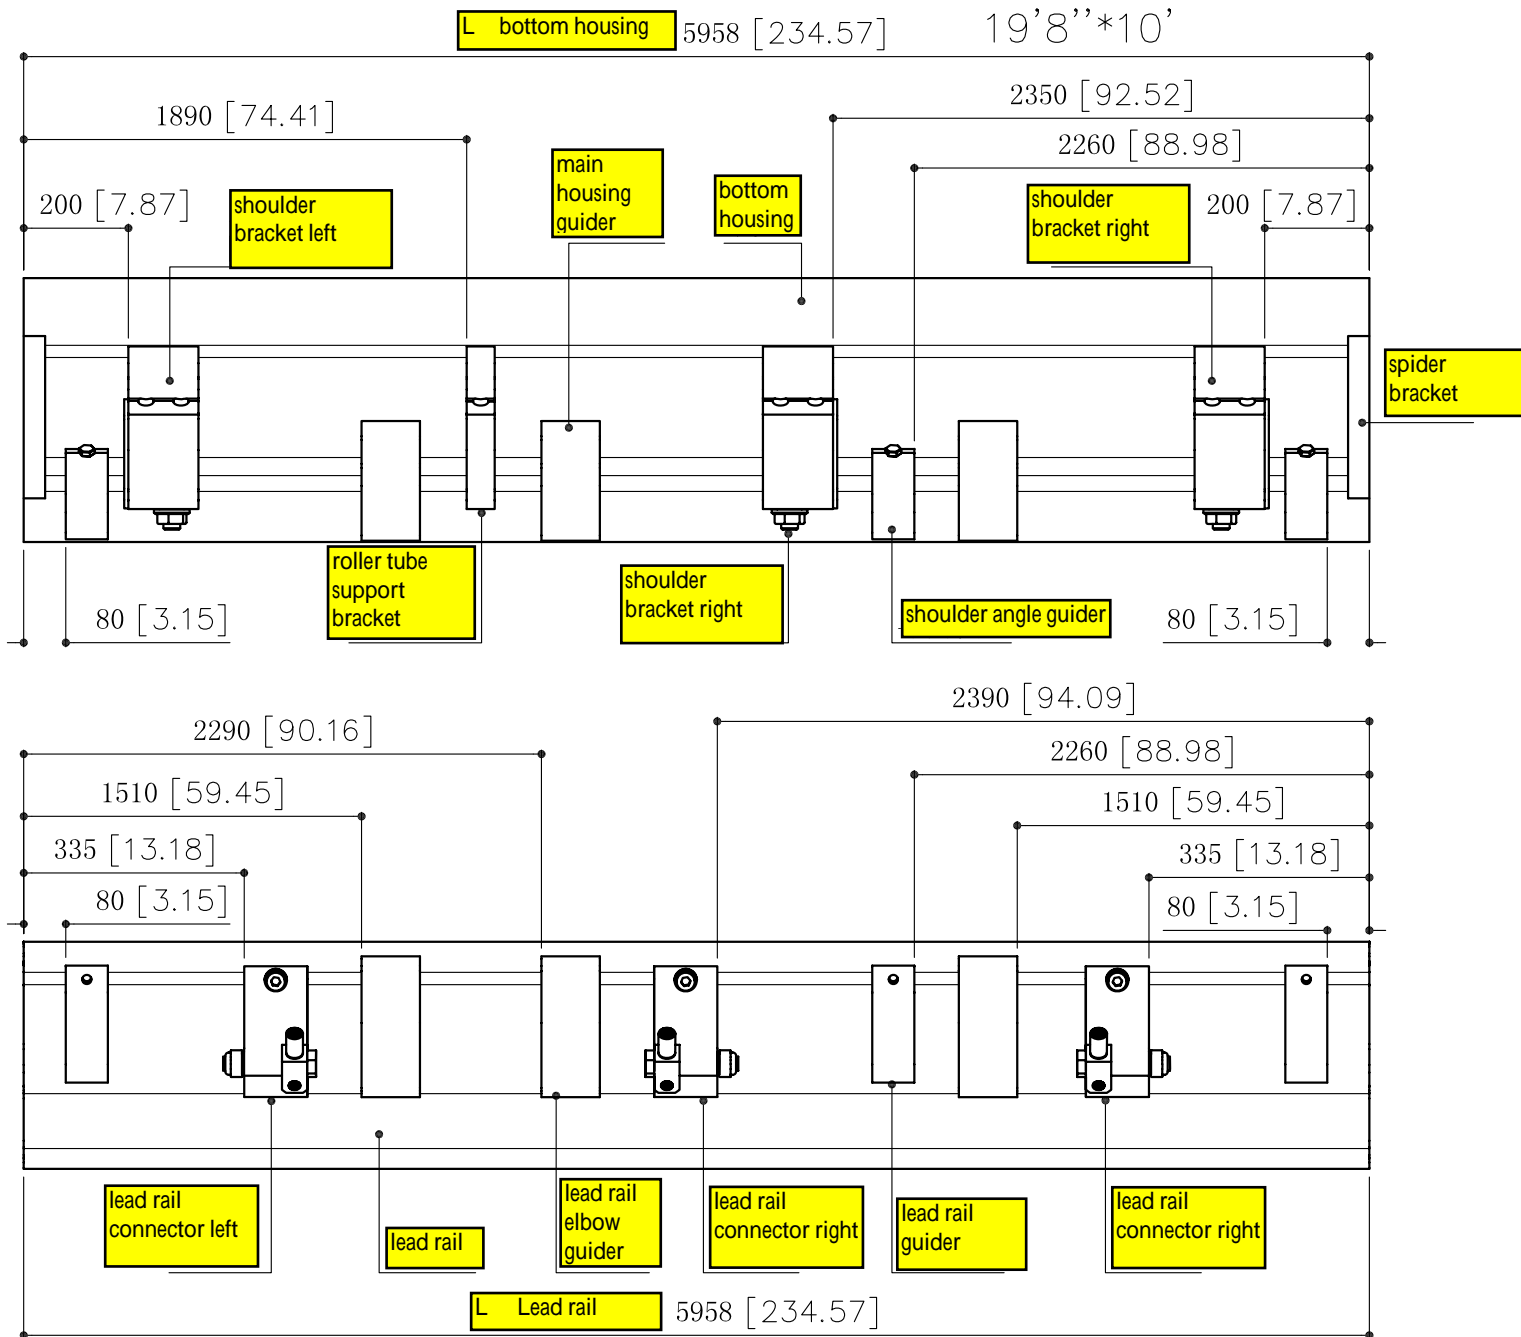 L bottom housing 5958 [234.57] 19'8''*10'
2350 [92.52]
1890 [74.41]
2260 [88.98]
main
housing
guider
bottom
housing
200 [7.87]
shoulder
bracket left
shoulder
bracket right
200 [7.87]
spider
bracket
roller tube
support
bracket
shoulder
bracket right
shoulder angle guider
80 [3.15]
80 [3.15]
2390 [94.09]
2290 [90.16]
2260 [88.98]
1510 [59.45]
1510 [59.45]
335 [13.18]
335 [13.18]
80 [3.15]
80 [3.15]
lead rail
connector left
lead rail
lead rail
elbow
guider
lead rail
connector right
lead rail
guider
lead rail
connector right
L Lead rail 5958 [234.57]